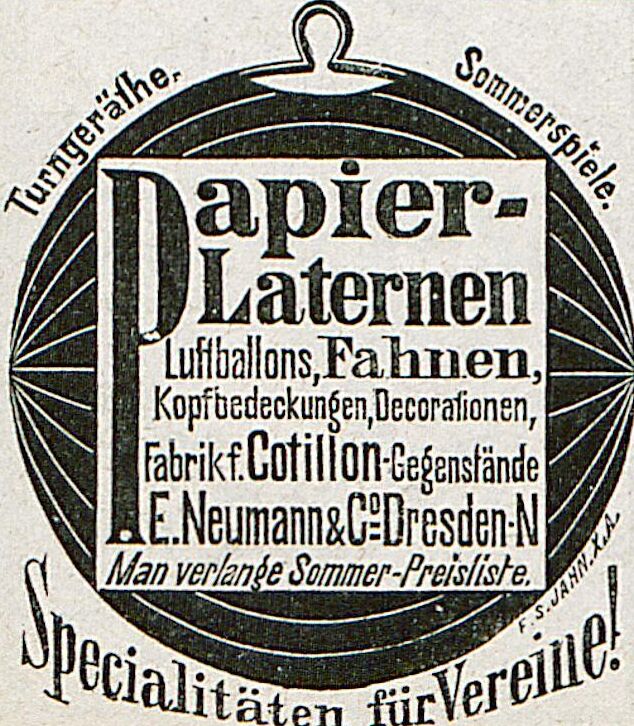 Turngeräthe.
Sommerspiele.
Papier-
Laternen
Luftballons, Fahnen,
Kopfbedeckungen, Decorationen,
Fabrik f. Cotillon-Gegenstände
E. Neumann & Co Dresden-N
Man verlange Sommer-Preisliste.
F. S. JAHN. X. A.
Specialitäten für Vereine!